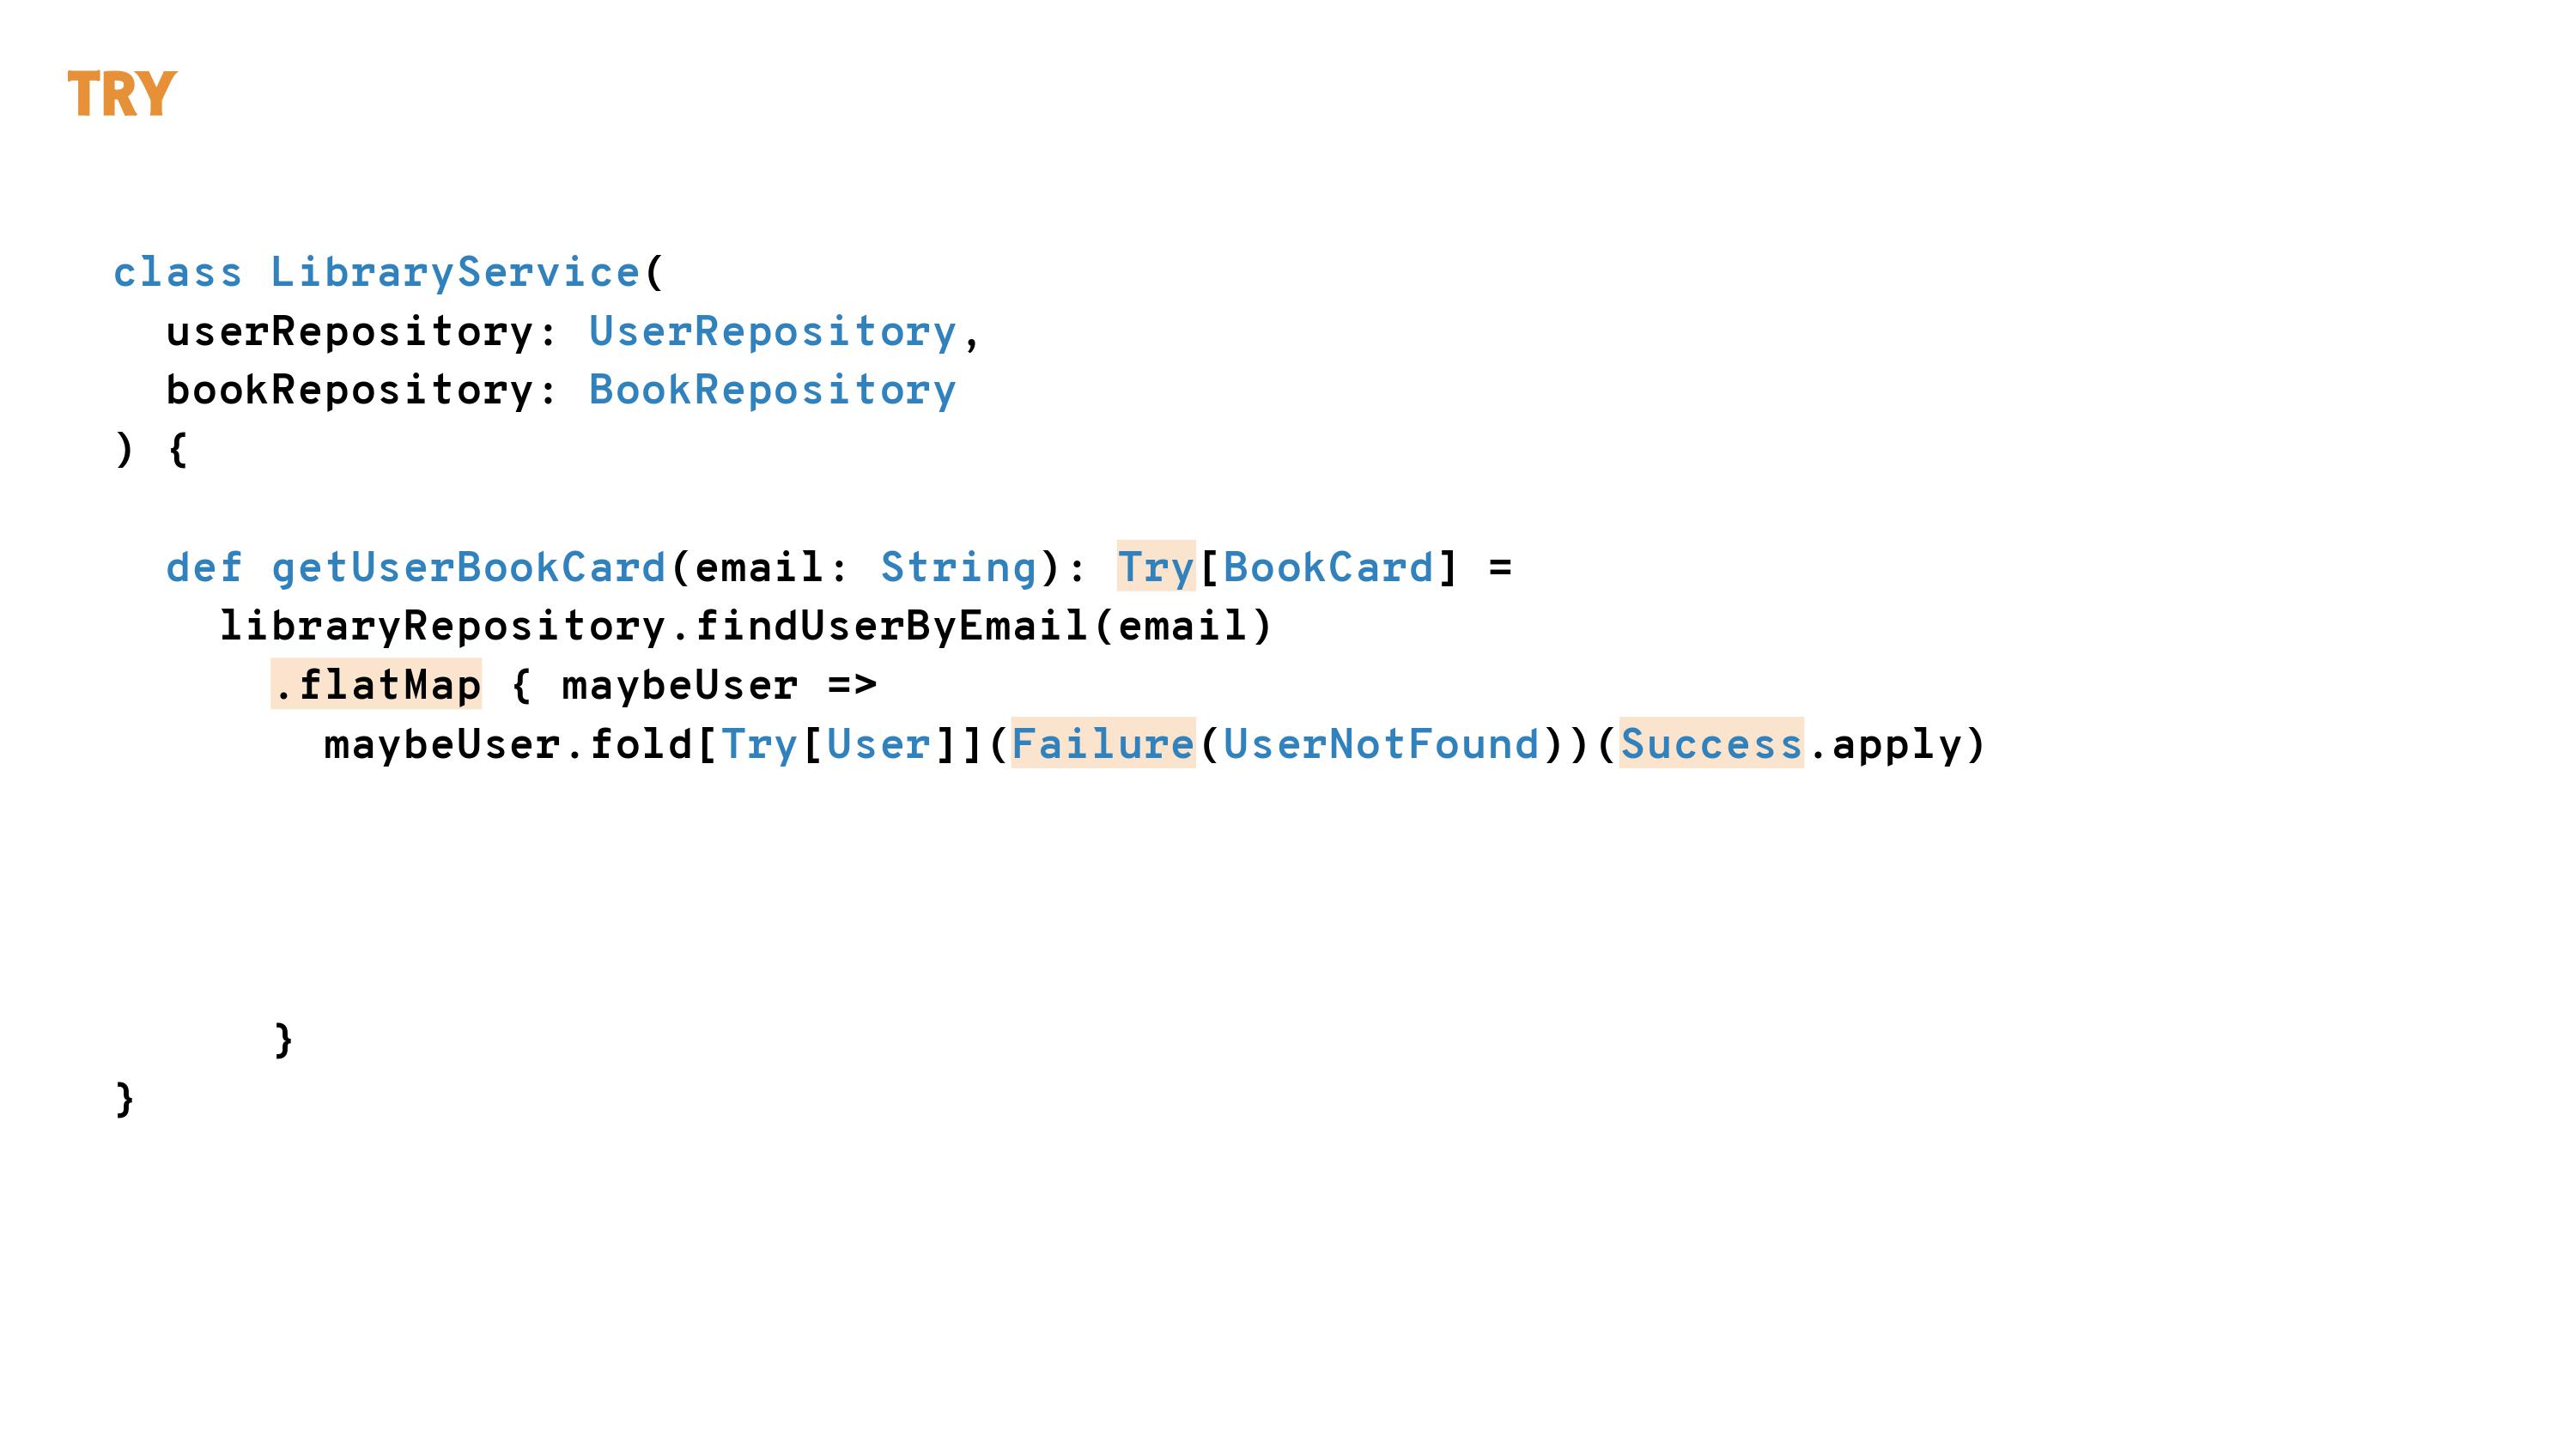 TRY
class LibraryService(
  userRepository: UserRepository,
  bookRepository: BookRepository
) {
  def getUserBookCard(email: String): Try[BookCard] =
    libraryRepository.findUserByEmail(email)
      .flatMap { maybeUser =>
        maybeUser.fold[Try[User]](Failure(UserNotFound))(Success.apply)
      }
}